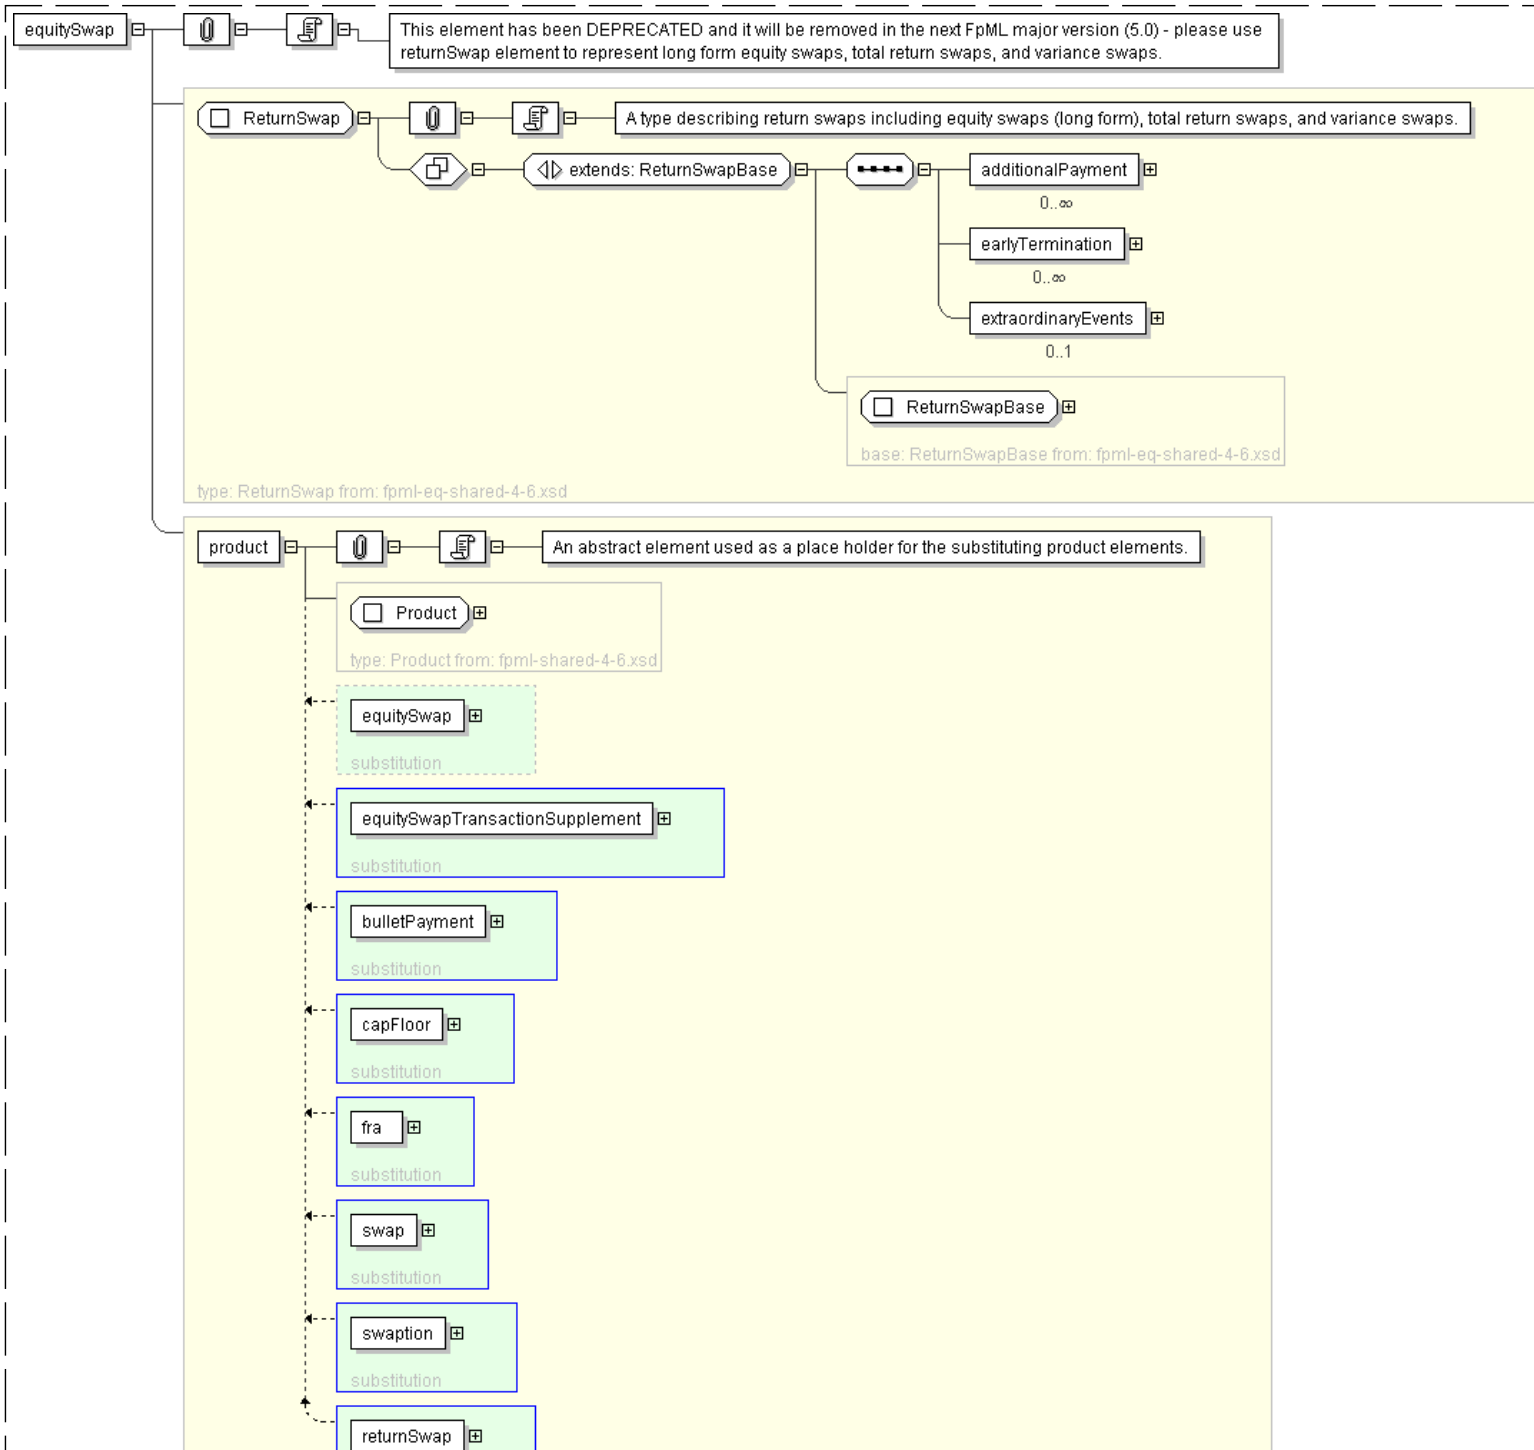 equitySwap
This element has been DEPRECATED and it will be removed in the next FpML major version (5.0) - please use
returnSwap element to represent long form equity swaps, total return swaps, and variance swaps.
ReturnSwap
A type describing return swaps including equity swaps (long form), total return swaps, and variance swaps.
extends: ReturnSwapBase
additionalPayment
0..∞
earlyTermination
0..∞
extraordinaryEvents
0..1
ReturnSwapBase
base: ReturnSwapBase from: fpml-eq-shared-4-6.xsd
type: ReturnSwap from: fpml-eq-shared-4-6.xsd
product
An abstract element used as a place holder for the substituting product elements.
Product
type: Product from: fpml-shared-4-6.xsd
equitySwap
substitution
equitySwapTransactionSupplement
substitution
bulletPayment
substitution
capFloor
substitution
fra
substitution
swap
substitution
swaption
substitution
returnSwap